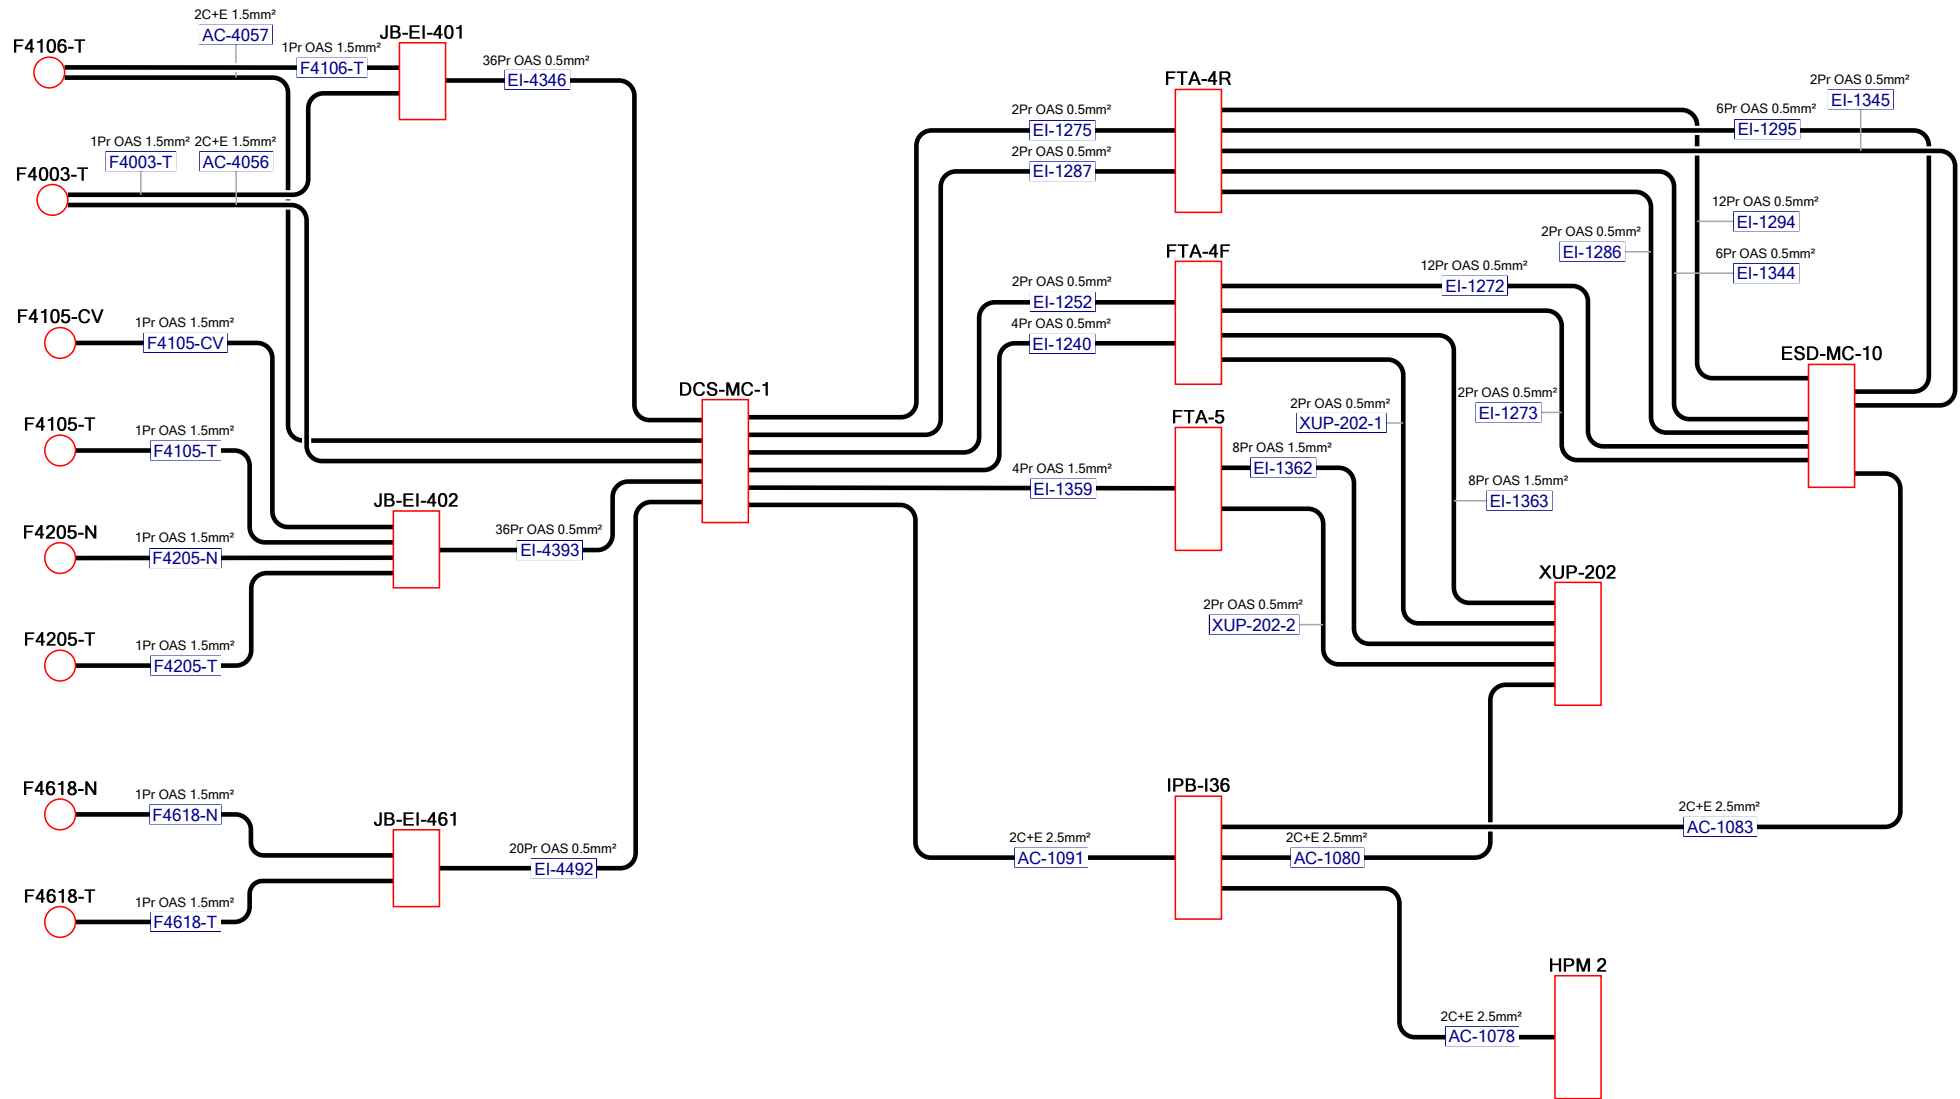 2C+E 1.5mm²
AC-4057
JB-EI-401
F4106-T
1Pr OAS 1.5mm²
F4106-T
36Pr OAS 0.5mm²
EI-4346
1Pr OAS 1.5mm²
F4003-T
2C+E 1.5mm²
AC-4056
F4003-T
F4105-CV
1Pr OAS 1.5mm²
F4105-CV
F4105-T
1Pr OAS 1.5mm²
F4105-T
F4205-N
1Pr OAS 1.5mm²
F4205-N
F4205-T
1Pr OAS 1.5mm²
F4205-T
JB-EI-402
36Pr OAS 0.5mm²
EI-4393
F4618-N
1Pr OAS 1.5mm²
F4618-N
F4618-T
1Pr OAS 1.5mm²
F4618-T
JB-EI-461
20Pr OAS 0.5mm²
EI-4492
DCS-MC-1
2Pr OAS 0.5mm²
EI-1275
2Pr OAS 0.5mm²
EI-1287
2Pr OAS 0.5mm²
EI-1252
4Pr OAS 0.5mm²
EI-1240
4Pr OAS 1.5mm²
EI-1359
2C+E 2.5mm²
AC-1091
FTA-4R
FTA-4F
FTA-5
IPB-I36
2Pr OAS 0.5mm²
EI-1345
6Pr OAS 0.5mm²
EI-1295
12Pr OAS 0.5mm²
EI-1294
2Pr OAS 0.5mm²
EI-1286
6Pr OAS 0.5mm²
EI-1344
12Pr OAS 0.5mm²
EI-1272
2Pr OAS 0.5mm²
EI-1273
2Pr OAS 0.5mm²
XUP-202-1
8Pr OAS 1.5mm²
EI-1362
8Pr OAS 1.5mm²
EI-1363
2Pr OAS 0.5mm²
XUP-202-2
ESD-MC-10
XUP-202
2C+E 2.5mm²
AC-1083
2C+E 2.5mm²
AC-1080
HPM 2
2C+E 2.5mm²
AC-1078